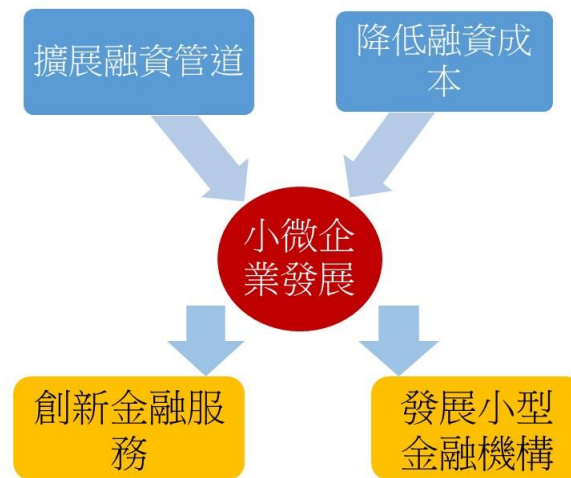 擴展融資管道
降低融資成
本
小微企
業發展
創新金融服
務
發展小型
金融機構